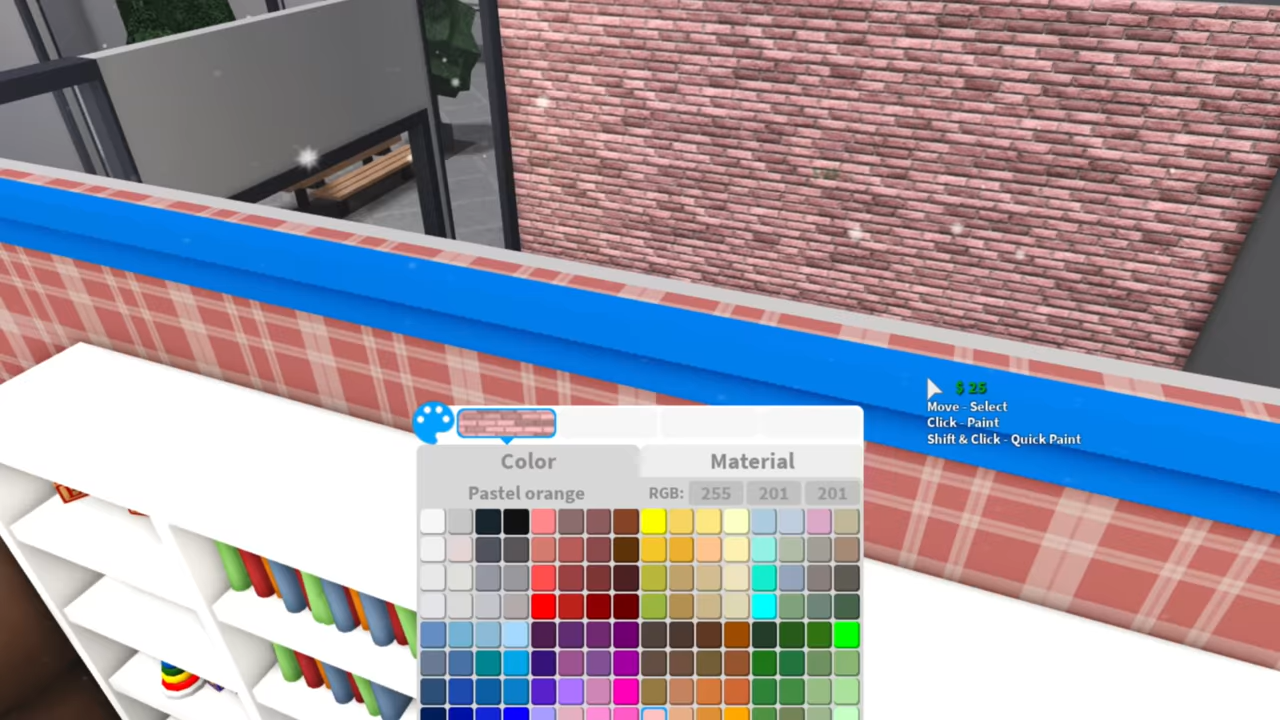 $ 25
Move - Select
Click - Paint
Shift & Click - Quick Paint
Color
Material
Pastel orange
RGB: 255 201 201